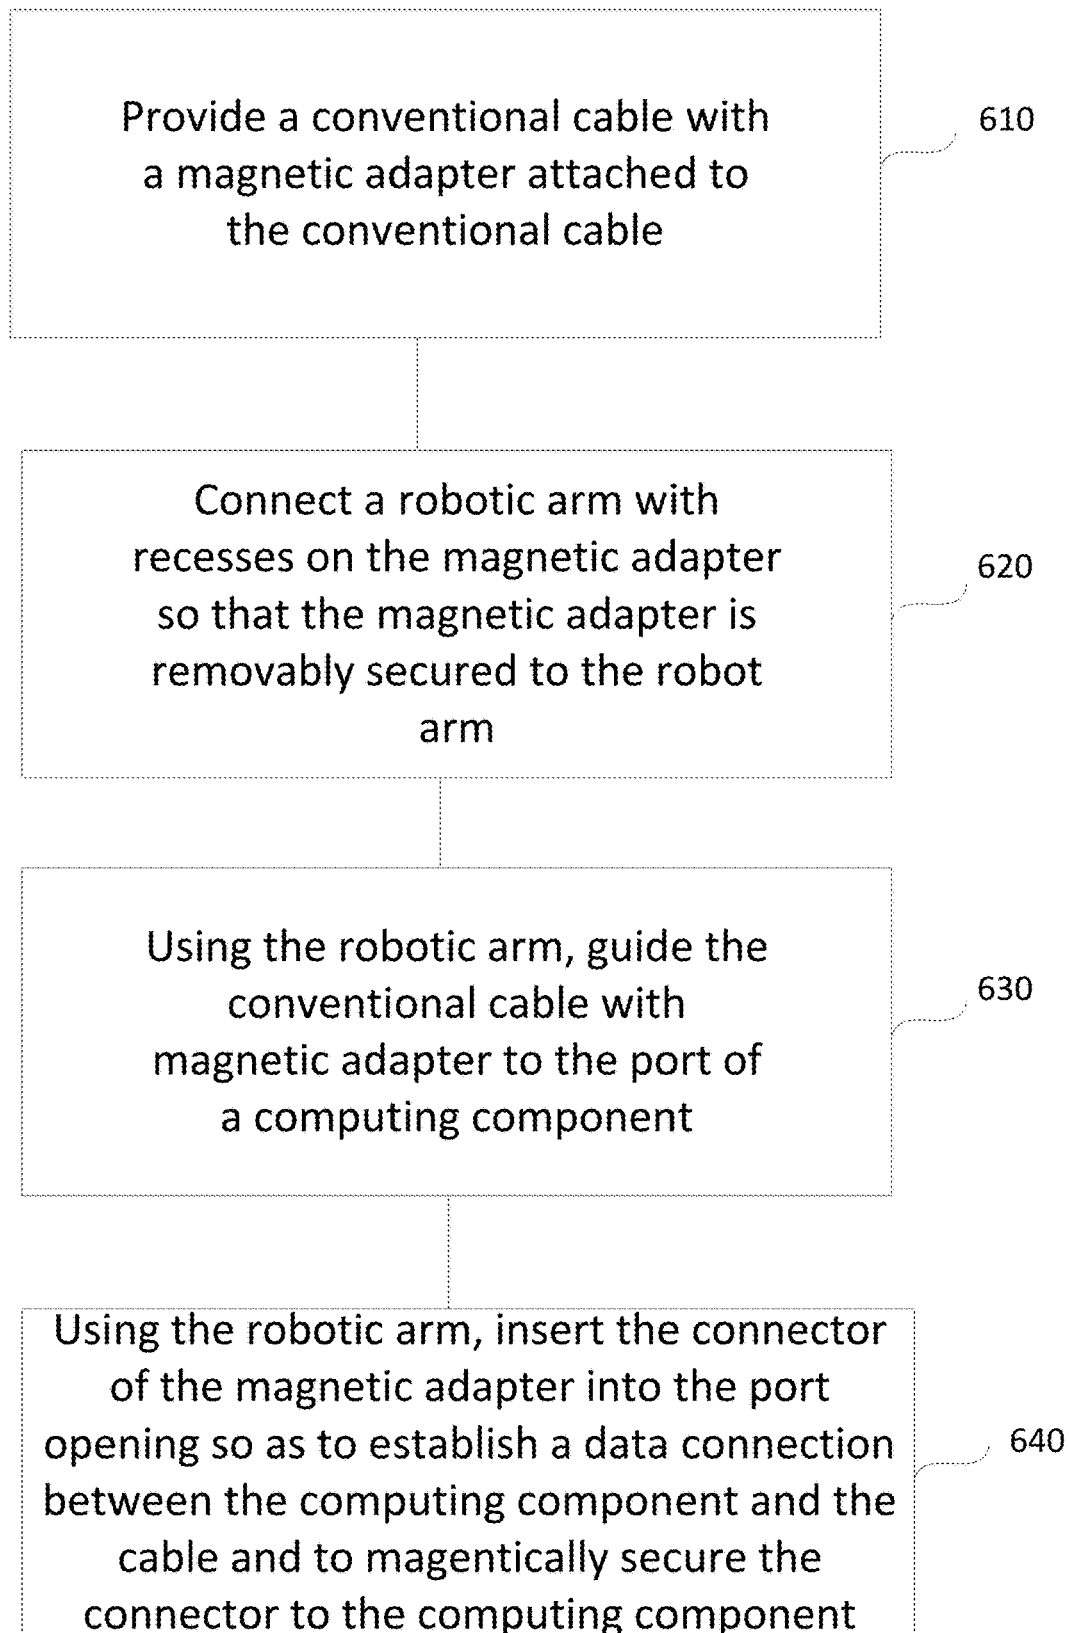 Provide a conventional cable with
a magnetic adapter attached to
the conventional cable
610
Connect a robotic arm with
recesses on the magnetic adapter
so that the magnetic adapter is
removably secured to the robot
arm
620
Using the robotic arm, guide the
conventional cable with
magnetic adapter to the port of
a computing component
630
Using the robotic arm, insert the connector
of the magnetic adapter into the port
opening so as to establish a data connection
between the computing component and the
cable and to magentically secure the
connector to the computing component
640